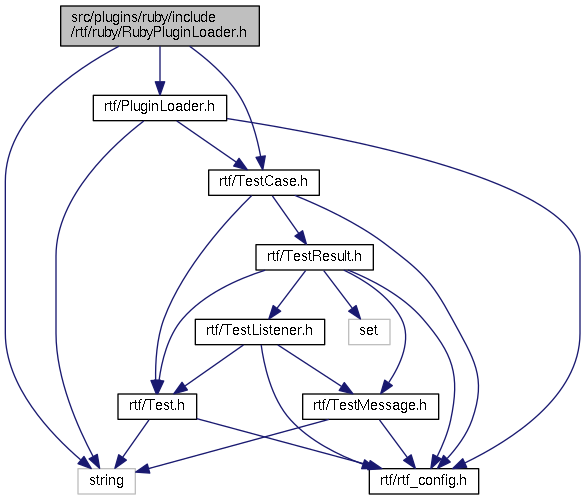 src/plugins/ruby/include
/rtf/ruby/RubyPluginLoader.h
rtf/PluginLoader.h
rtf/TestCase.h
rtf/TestResult.h
rtf/TestListener.h
set
rtf/Test.h
rtf/TestMessage.h
string
rtf/rtf_config.h